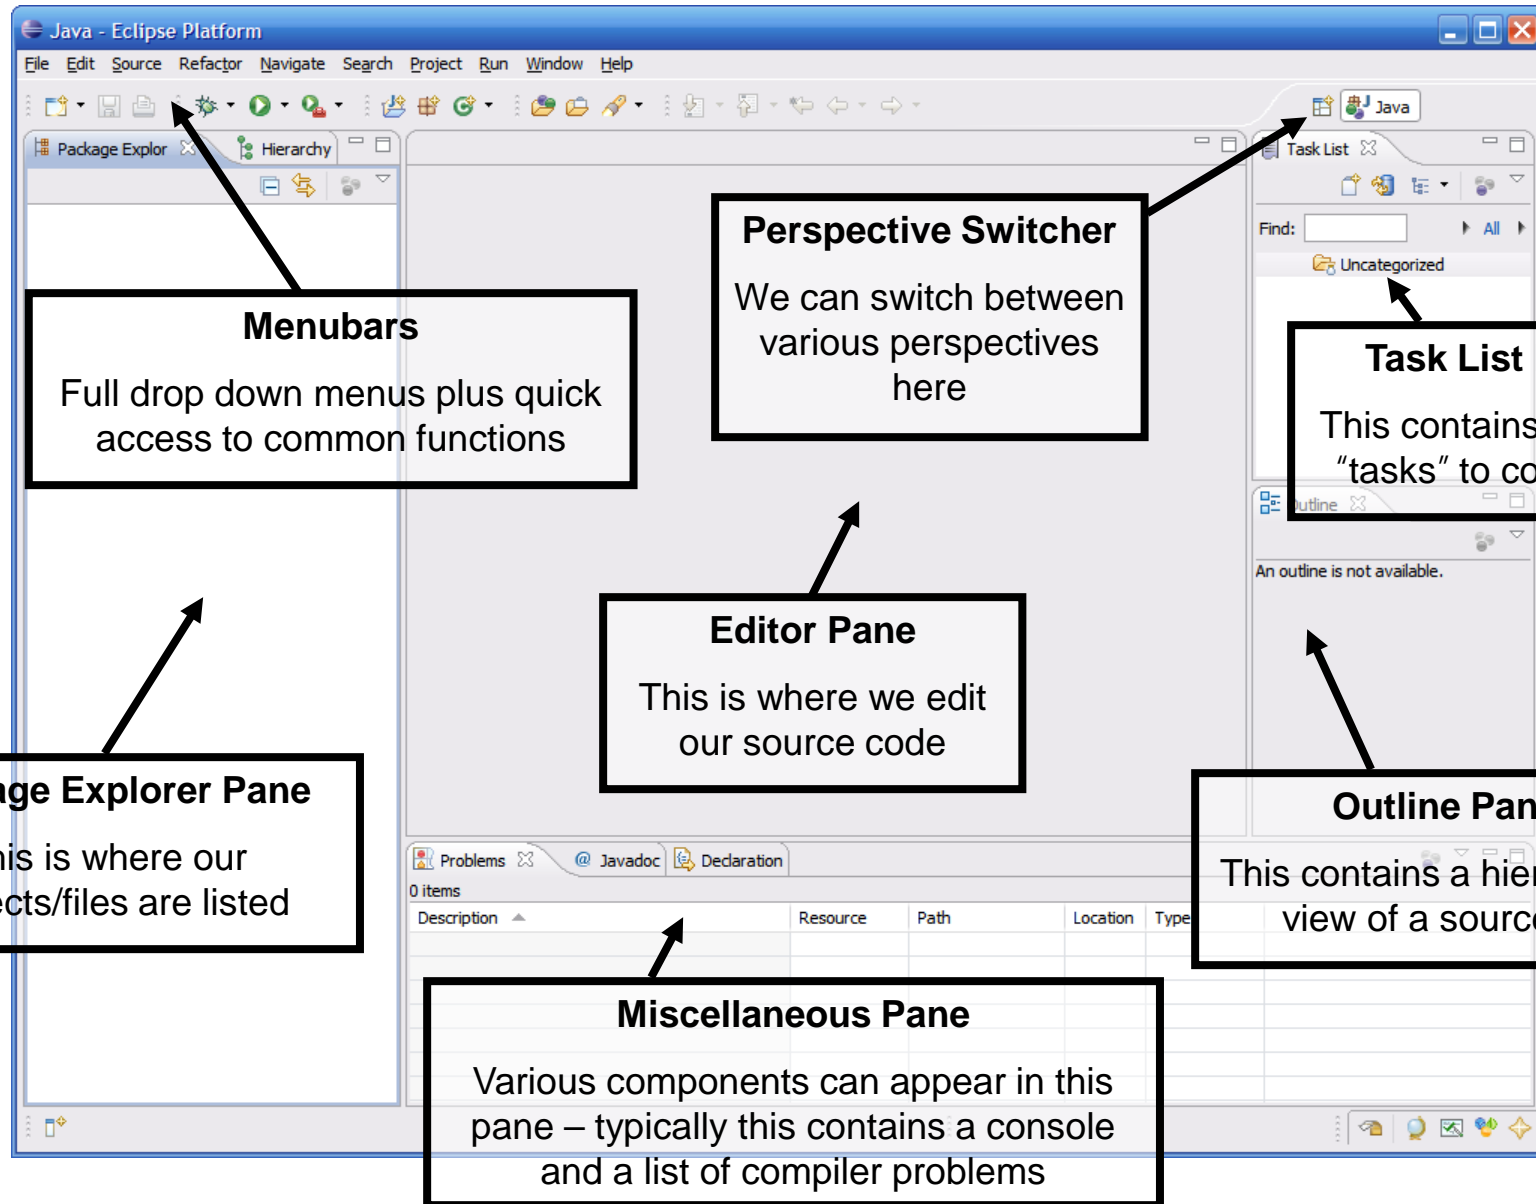 Java - Eclipse Platform
File Edit Source Refactor Navigate Search Project Run Window Help
Java
Package Explor
Hierarchy
Task List
Find:
All
Uncategorized
Perspective Switcher
We can switch between
various perspectives
here
Menubars
Full drop down menus plus quick
access to common functions
Task List
This contains
“tasks” to co
Outline
An outline is not available.
Editor Pane
This is where we edit
our source code
age Explorer Pane
his is where our
ects/files are listed
Outline Pan
This contains a hier
view of a source
Problems @ Javadoc Declaration
0 items
Description Resource Path Location Type
Miscellaneous Pane
Various components can appear in this
pane – typically this contains a console
and a list of compiler problems